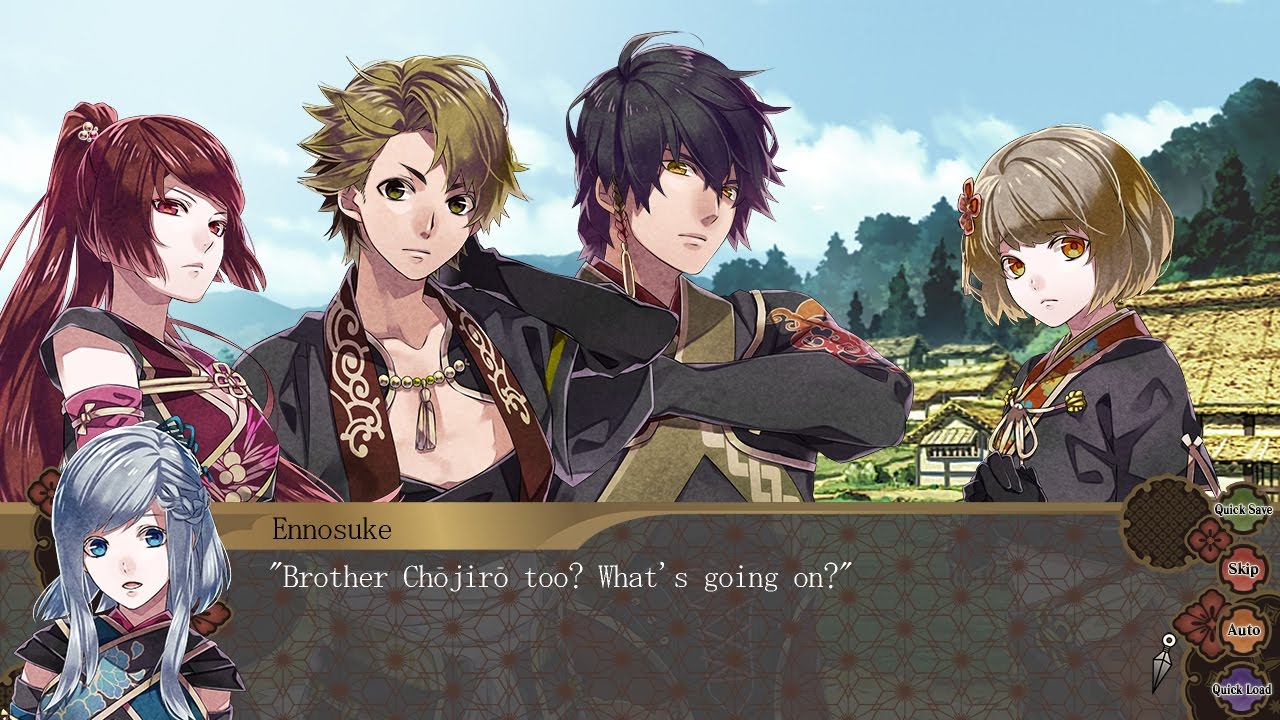 Ennosuke
"Brother Chōjirō too? What's going on?"
Quick Save
Skip
Auto
Quick Load